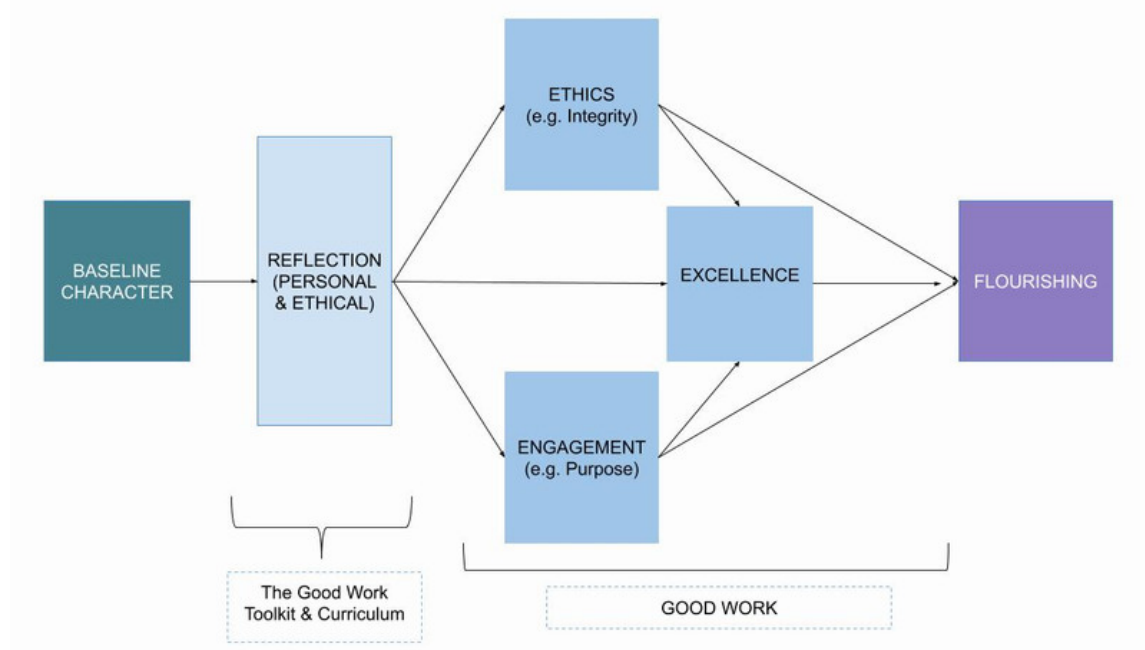 BASELINE
CHARACTER
REFLECTION
(PERSONAL
& ETHICAL)
ETHICS
(e.g. Integrity)
EXCELLENCE
ENGAGEMENT
(e.g. Purpose)
FLOURISHING
The Good Work
Toolkit & Curriculum
GOOD WORK